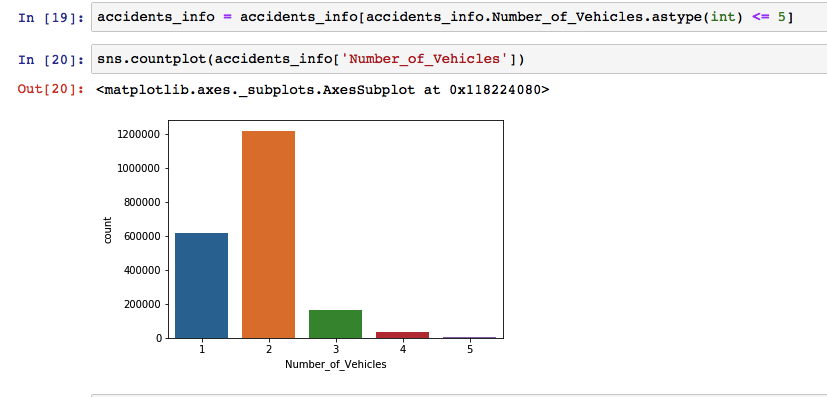 In [19]: accidents_info = accidents_info[accidents_info.Number_of_Vehicles.astype(int) <= 5]
In [20]: sns.countplot(accidents_info['Number_of_Vehicles'])
Out[20]: <matplotlib.axes._subplots.AxesSubplot at 0x118224080>
1200000
1000000
800000
600000
400000
200000
0
count
1 2 3 4 5
Number_of_Vehicles